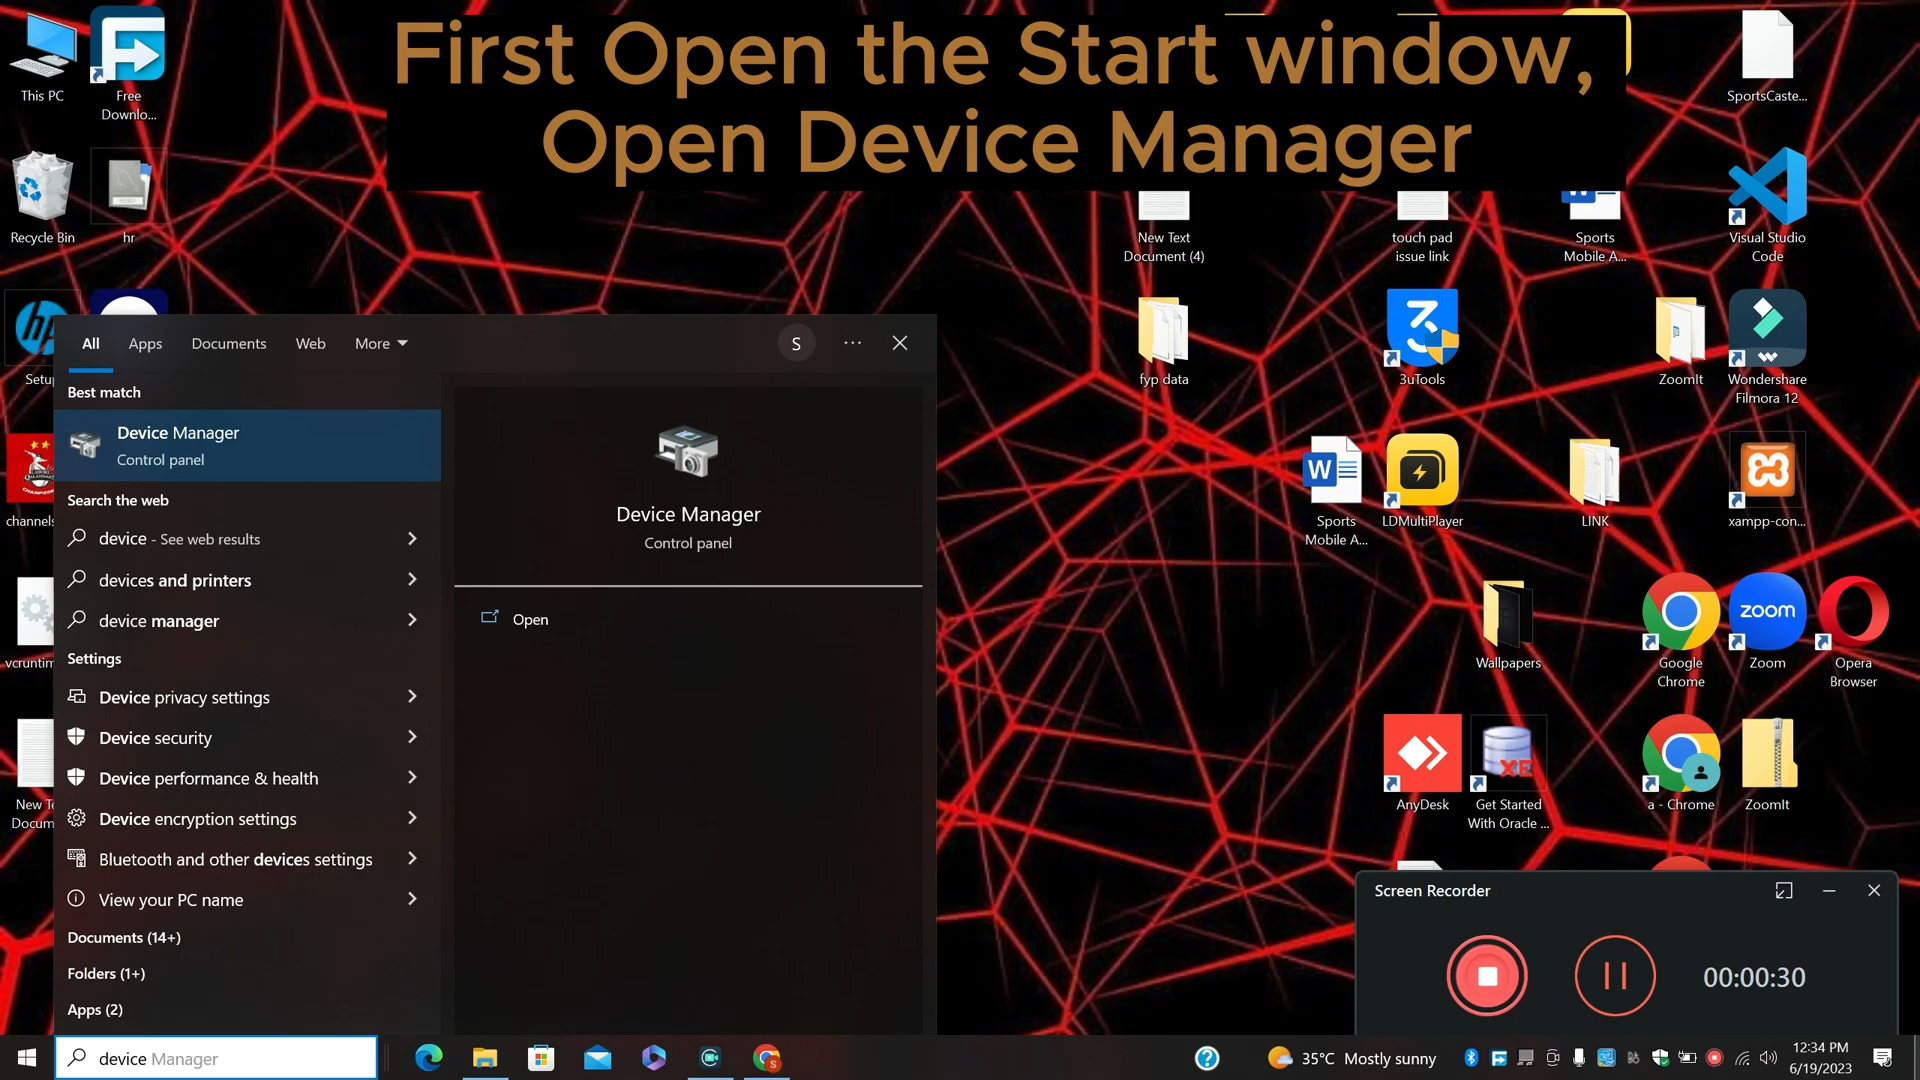 First Open the Start window,
Open Device Manager
This PC
Free
Downlo...
SportsCaste...
Recycle Bin
hr
New Text
Document (4)
touch pad
issue link
Sports
Mobile A...
Visual Studio
Code
hp
Setup
fyp data
3uTools
ZoomIt
Wondershare
Filmora 12
All
Apps
Documents
Web
More
S
Best match
Device Manager
Control panel
Search the web
device - See web results
devices and printers
device manager
Settings
Device privacy settings
Device security
Device performance & health
Device encryption settings
Bluetooth and other devices settings
View your PC name
Documents (14+)
Folders (1+)
Apps (2)
Device Manager
Control panel
Open
channels
W
Sports
Mobile A...
LDMultiPlayer
LINK
xampp-con...
vcruntim
Wallpapers
Google
Chrome
zoom
Zoom
Opera
Browser
New Te
Docum
AnyDesk
XE
Get Started
With Oracle ...
a - Chrome
ZoomIt
Screen Recorder
00:00:30
device Manager
S
35°C Mostly sunny
12:34 PM
6/19/2023